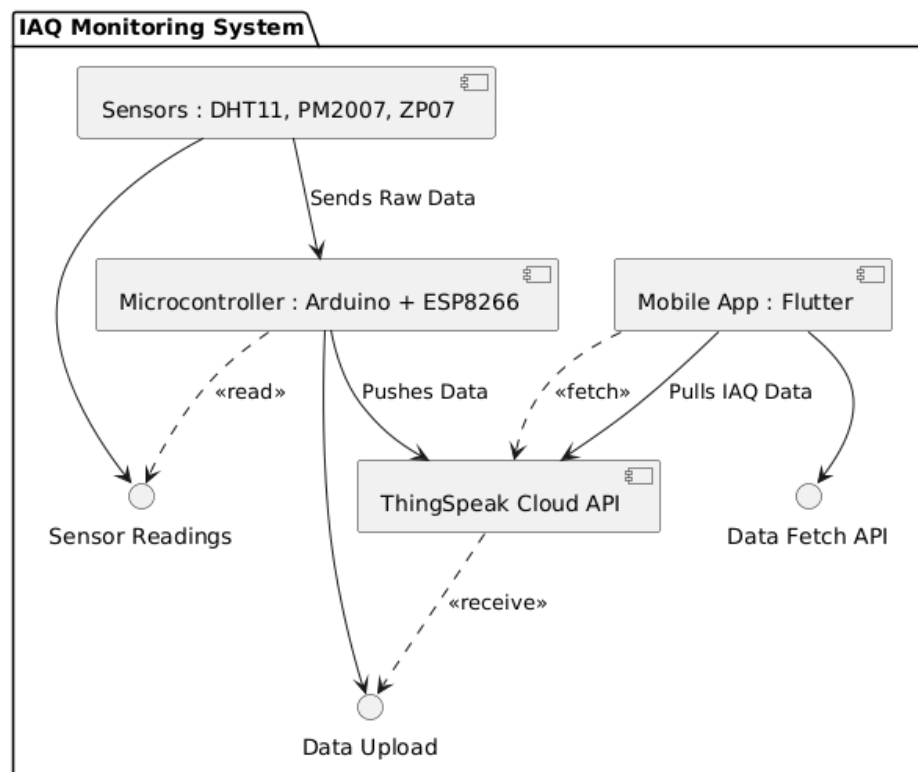 IAQ Monitoring System
Sensors : DHT11, PM2007, ZP07
Sends Raw Data
Microcontroller : Arduino + ESP8266
Mobile App : Flutter
«read»
Pushes Data
«fetch»
Pulls IAQ Data
ThingSpeak Cloud API
Sensor Readings
Data Fetch API
«receive»
Data Upload